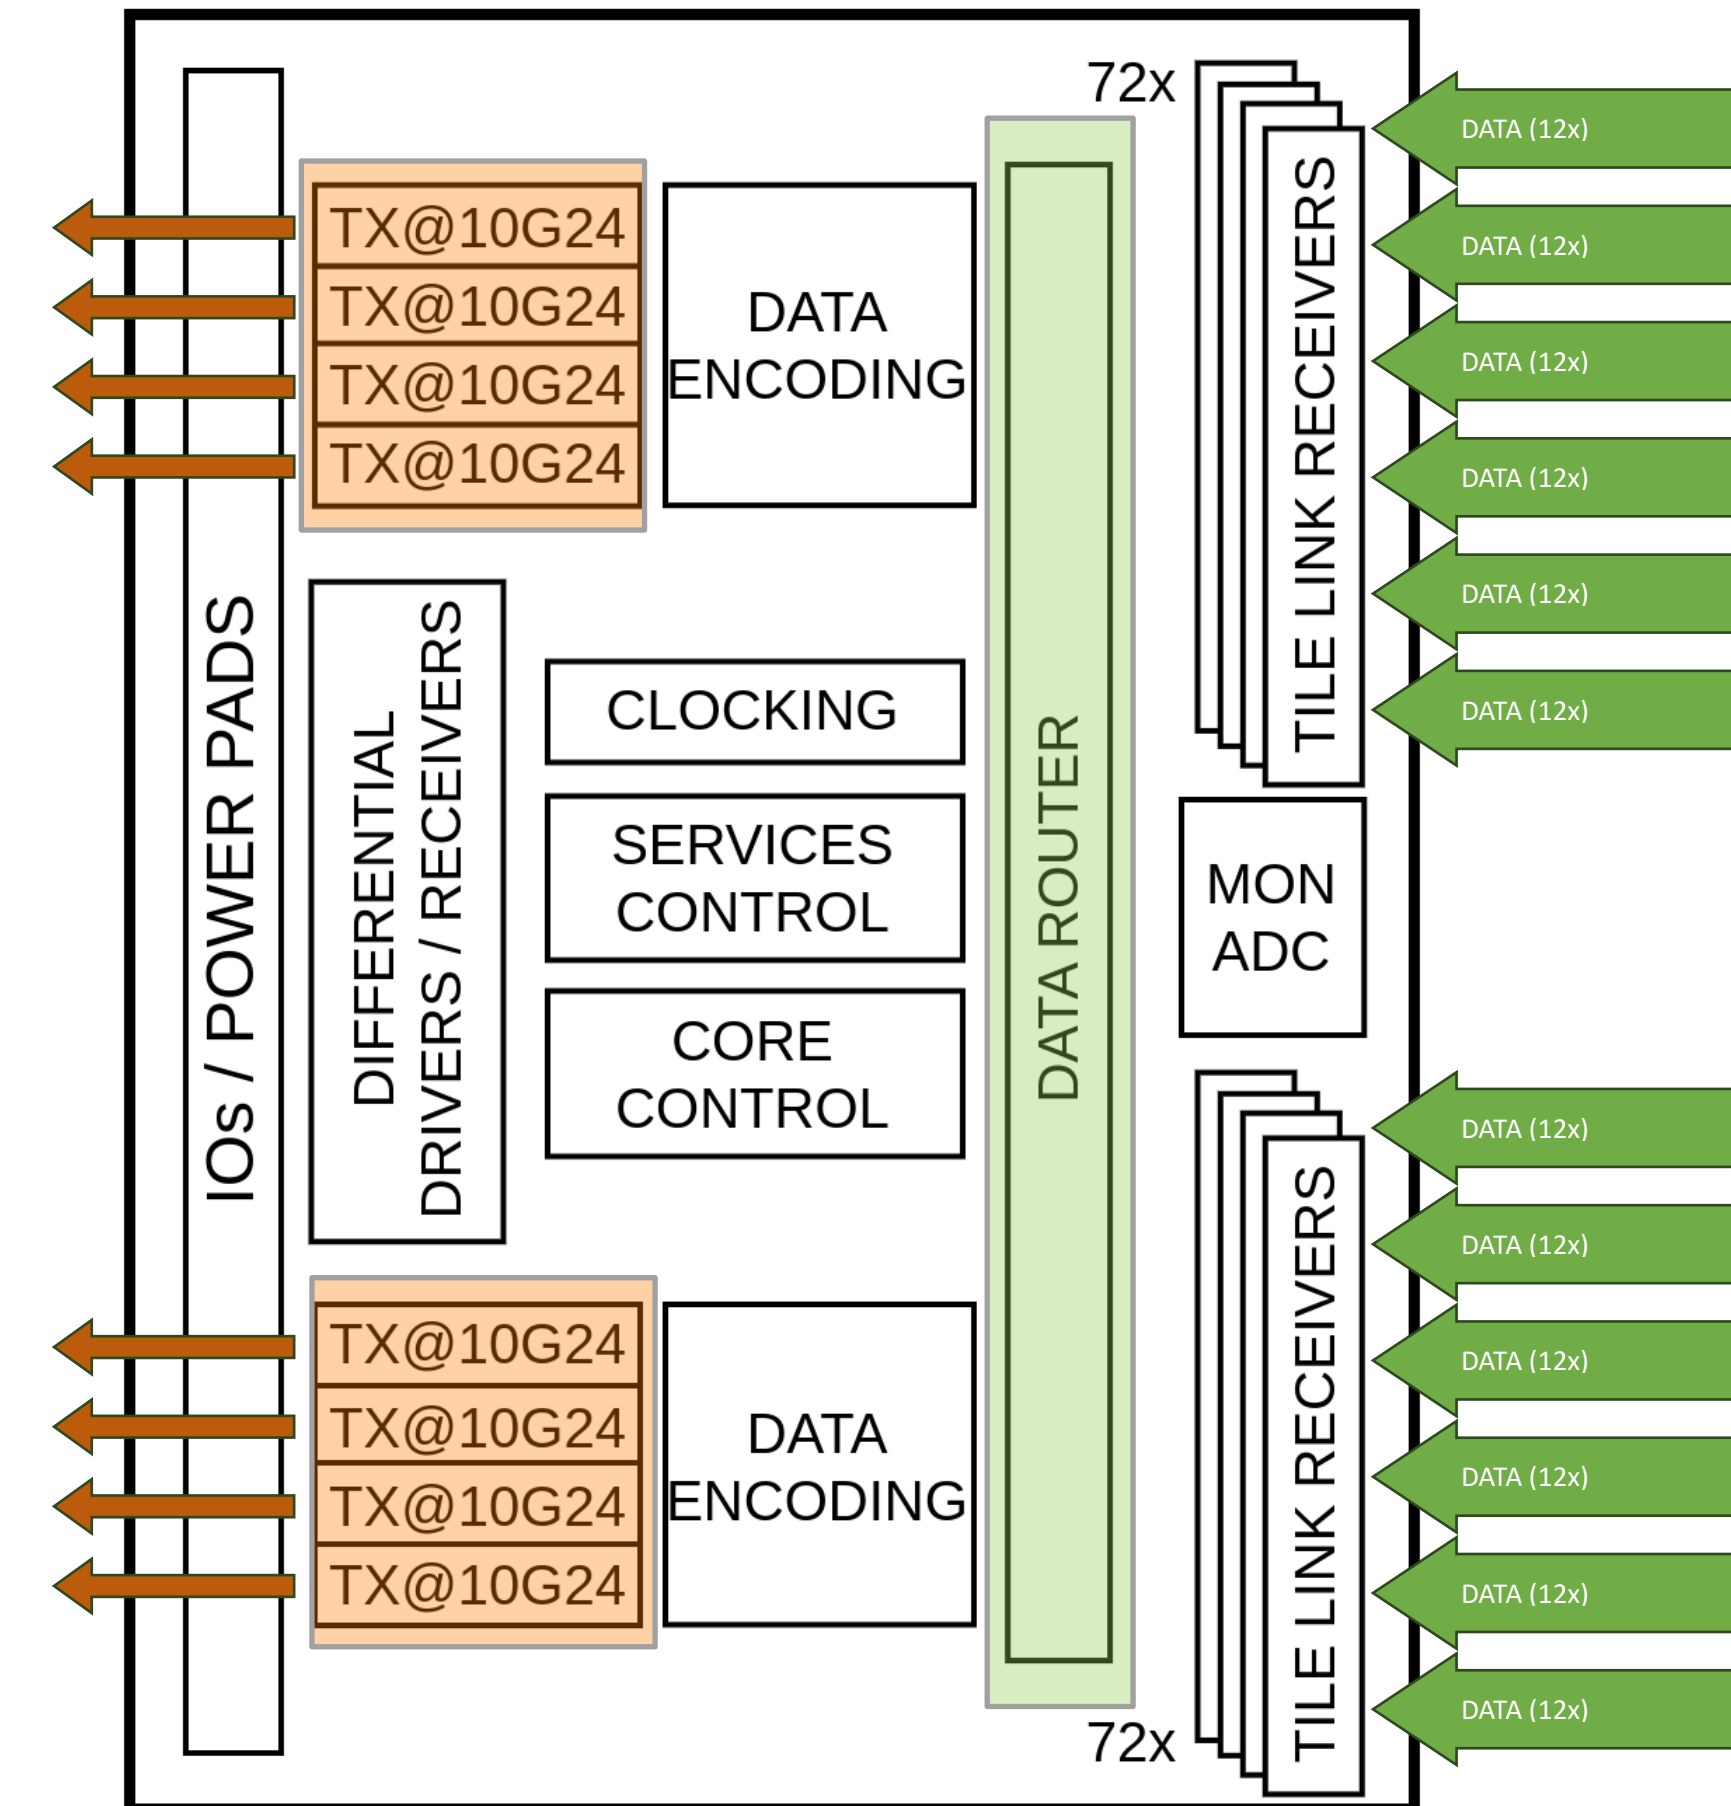 72x
TX@10G24
TX@10G24
TX@10G24
TX@10G24
DATA
ENCODING
TILE LINK RECEIVERS
DATA (12x)
DATA (12x)
DATA (12x)
DATA (12x)
DATA (12x)
DATA (12x)
IOs / POWER PADS
DIFFERENTIAL
DRIVERS / RECEIVERS
CLOCKING
SERVICES
CONTROL
CORE
CONTROL
DATA ROUTER
MON
ADC
TX@10G24
TX@10G24
TX@10G24
TX@10G24
DATA
ENCODING
72x
TILE LINK RECEIVERS
DATA (12x)
DATA (12x)
DATA (12x)
DATA (12x)
DATA (12x)
DATA (12x)